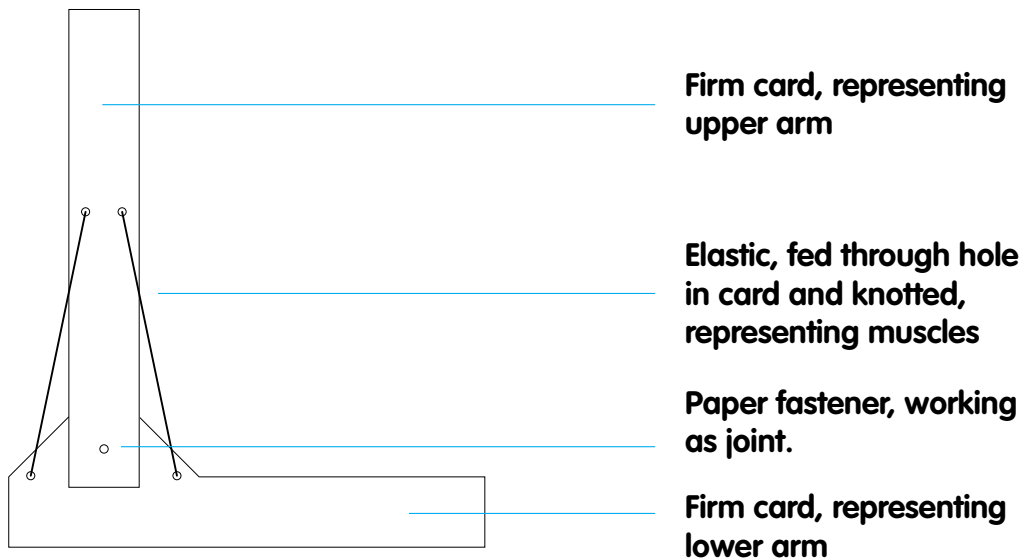 Firm card, representing
upper arm
Elastic, fed through hole
in card and knotted,
representing muscles
Paper fastener, working
as joint.
Firm card, representing
lower arm